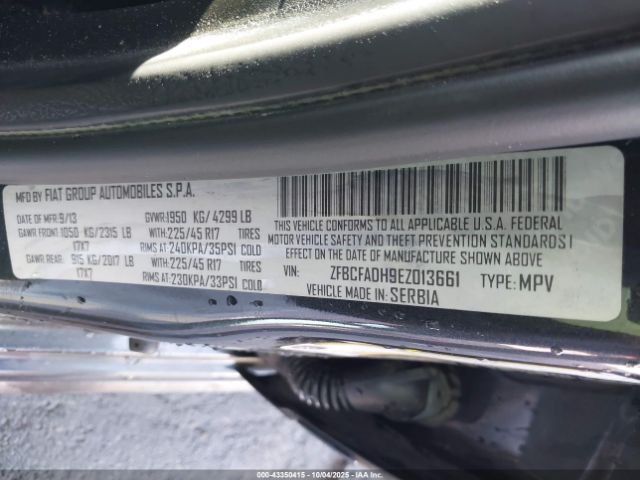 MFD BY FIAT GROUP AUTOMOBILES S.P.A.
DATE OF MFR 9/13 GVWR:1950 KG/4299 LB
GAWR FRONT 1050 KG/2315 LB WITH:225/45 R17
17X7 RIMS AT:240KPA/35PSI COLD
GAWR REAR: 915 KG/2017 LB WITH:225/45 R17
17X7 RIMS AT:230KPA/33PSI COLD
THIS VEHICLE CONFORMS TO ALL APPLICABLE U.S.A. FEDERAL
MOTOR VEHICLE SAFETY AND THEFT PREVENTION STANDARDS I
EFFECT ON THE DATE OF MANUFACTURE SHOWN ABOVE
VIN: ZFBCFADH9EZ013661 TYPE: MPV
VEHICLE MADE IN: SERBIA
000-43350415 - 10/04/2025 - IAAI.COM